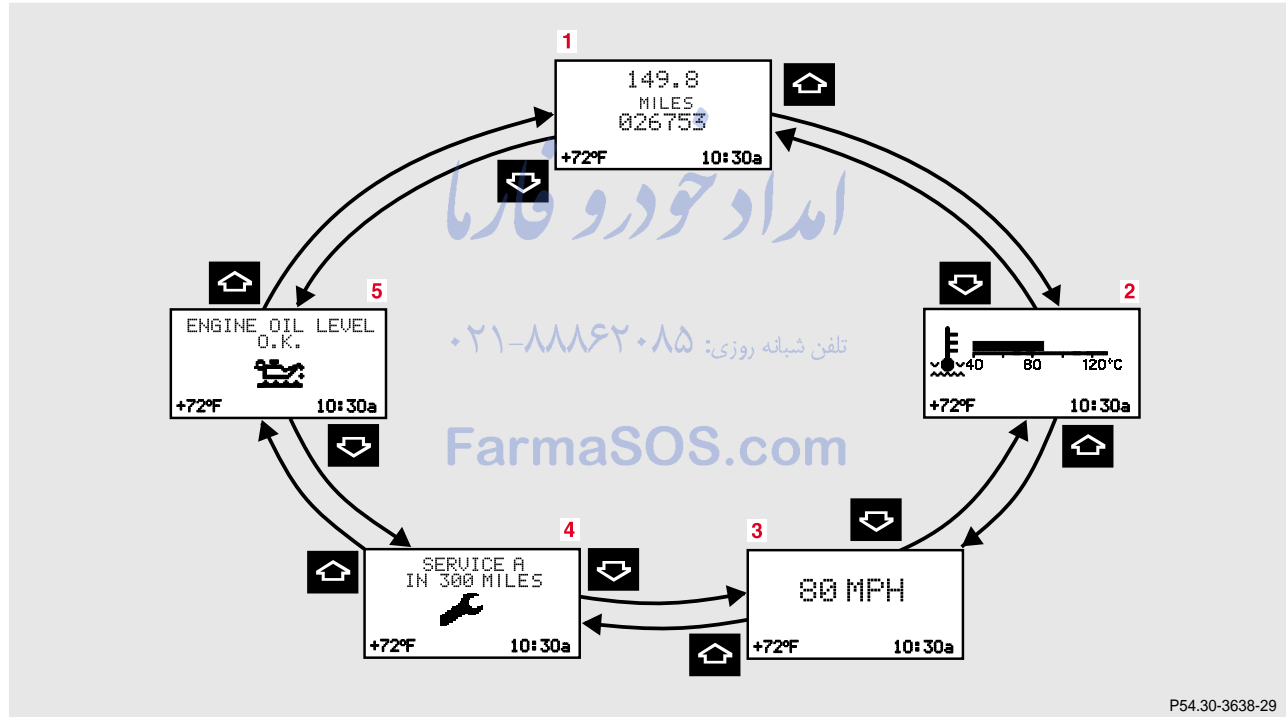 1
149.8
MILES
026753
+72°F 10:30a
امداد خودرو فارما
5
ENGINE OIL LEVEL
O.K.
+72°F 10:30a
2
40 80 120°C
+72°F 10:30a
تلفن شبانه روزی: ۸۸۸۶۲۰۸۵-۰۲۱
FarmaSOS.com
4
SERVICE A
IN 300 MILES
+72°F 10:30a
3
80 MPH
+72°F 10:30a
P54.30-3638-29